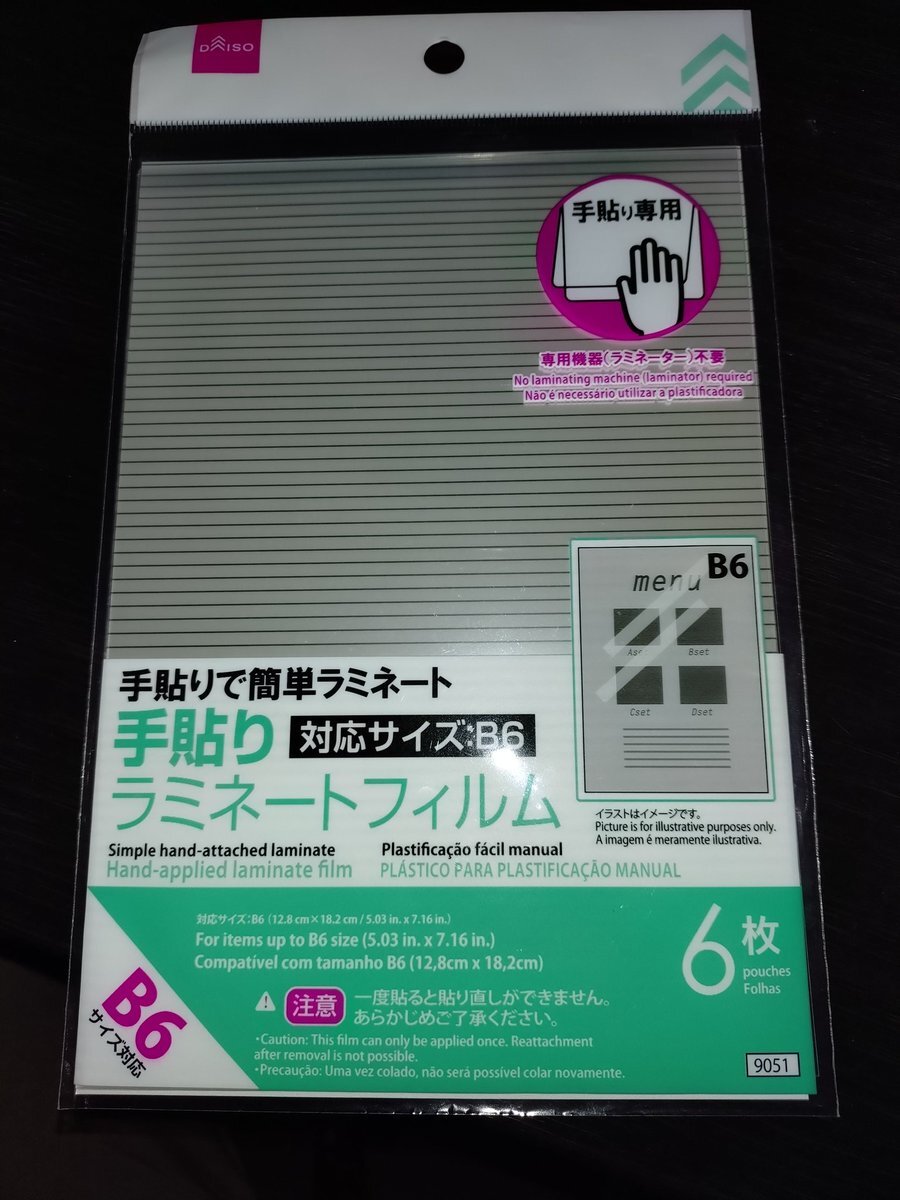 DAISO
手貼り専用
専用機器(ラミネーター)不要
No laminating machine (laminator) required
Não é necessário utilizar a plastificadora
B6
menu
Aset
Bset
Cset
Dset
手貼りで簡単ラミネート
手貼り
対応サイズ:B6
ラミネートフィルム
イラストはイメージです。
Picture is for illustrative purposes only.
A imagem é meramente ilustrativa.
Simple hand-attached laminate
Plastificação fácil manual
Hand-applied laminate film
PLÁSTICO PARA PLASTIFICAÇÃO MANUAL
対応サイズ:B6 (12.8 cm×18.2 cm / 5.03 in. x 7.16 in.)
For items up to B6 size (5.03 in. x 7.16 in.)
Compatível com tamanho B6 (12,8cm x 18,2cm)
6枚
pouches
Folhas
B6
サイズ対応
注意
一度貼ると貼り直しができません。
あらかじめご了承ください。
・Caution: This film can only be applied once. Reattachment
after removal is not possible.
・Precaução: Uma vez colado, não será possível colar novamente.
9051